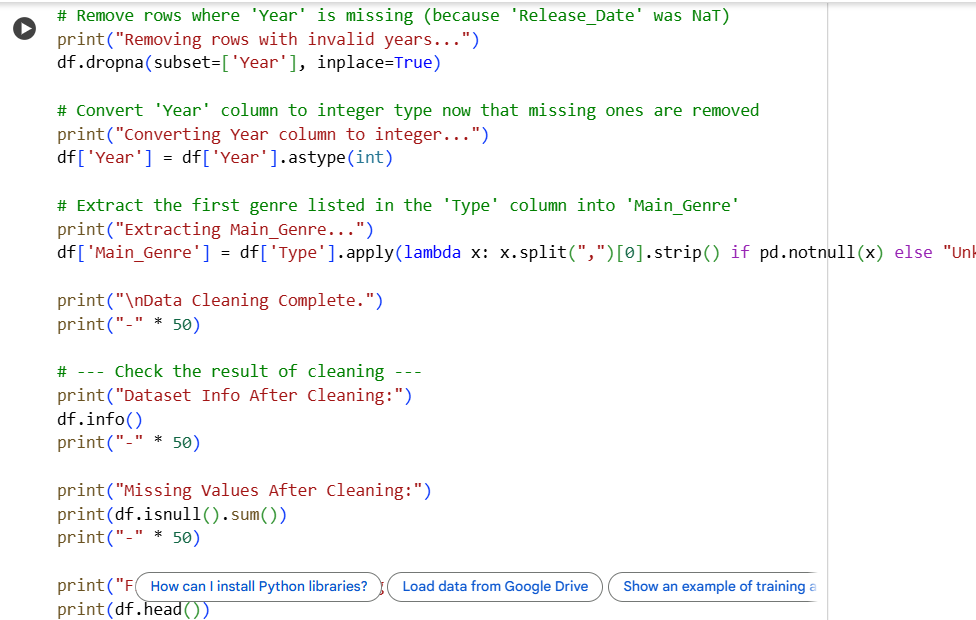 # Remove rows where 'Year' is missing (because 'Release_Date' was NaT)
print("Removing rows with invalid years...")
df.dropna(subset=['Year'], inplace=True)
# Convert 'Year' column to integer type now that missing ones are removed
print("Converting Year column to integer...")
df['Year'] = df['Year'].astype(int)
# Extract the first genre listed in the 'Type' column into 'Main_Genre'
print("Extracting Main_Genre...")
df['Main_Genre'] = df['Type'].apply(lambda x: x.split(",")[0].strip() if pd.notnull(x) else "Unk
print("\nData Cleaning Complete.")
print("-" * 50)
# --- Check the result of cleaning ---
print("Dataset Info After Cleaning:")
df.info()
print("-" * 50)
print("Missing Values After Cleaning:")
print(df.isnull().sum())
print("-" * 50)
print("F How can I install Python libraries? Load data from Google Drive Show an example of training
print(df.head())